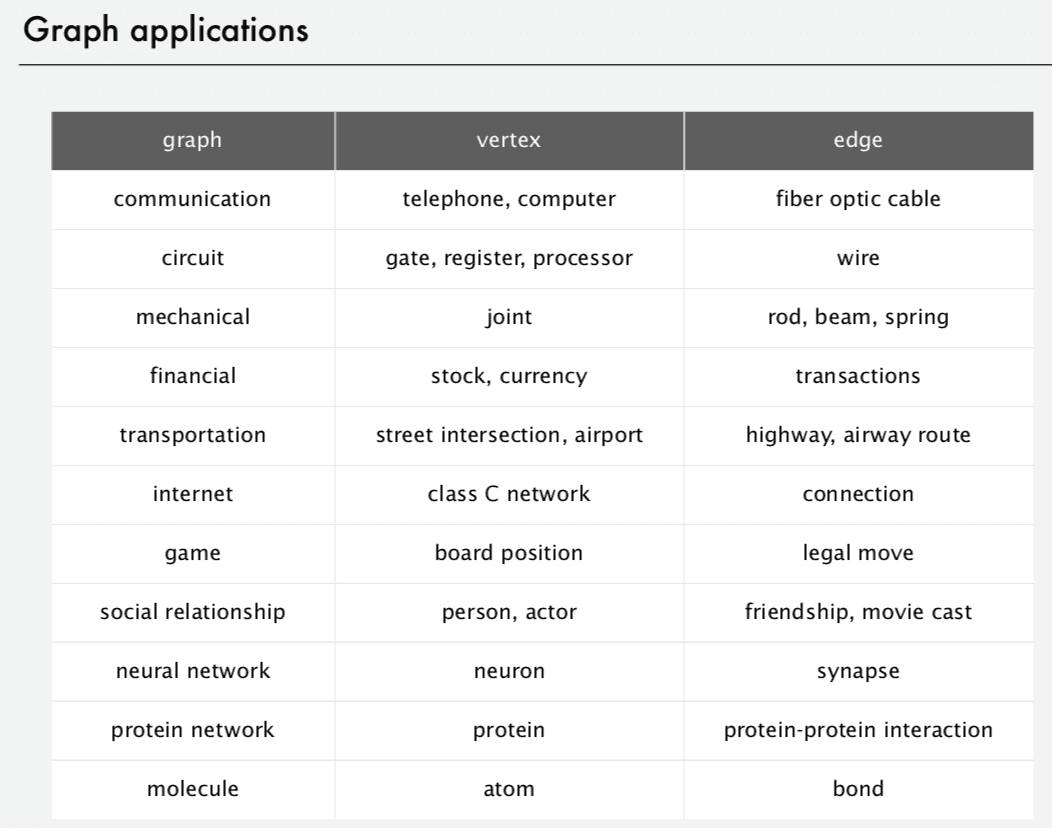 Graph applications
graph vertex edge
communication telephone, computer fiber optic cable
circuit gate, register, processor wire
mechanical joint rod, beam, spring
financial stock, currency transactions
transportation street intersection, airport highway, airway route
internet class C network connection
game board position legal move
social relationship person, actor friendship, movie cast
neural network neuron synapse
protein network protein protein-protein interaction
molecule atom bond